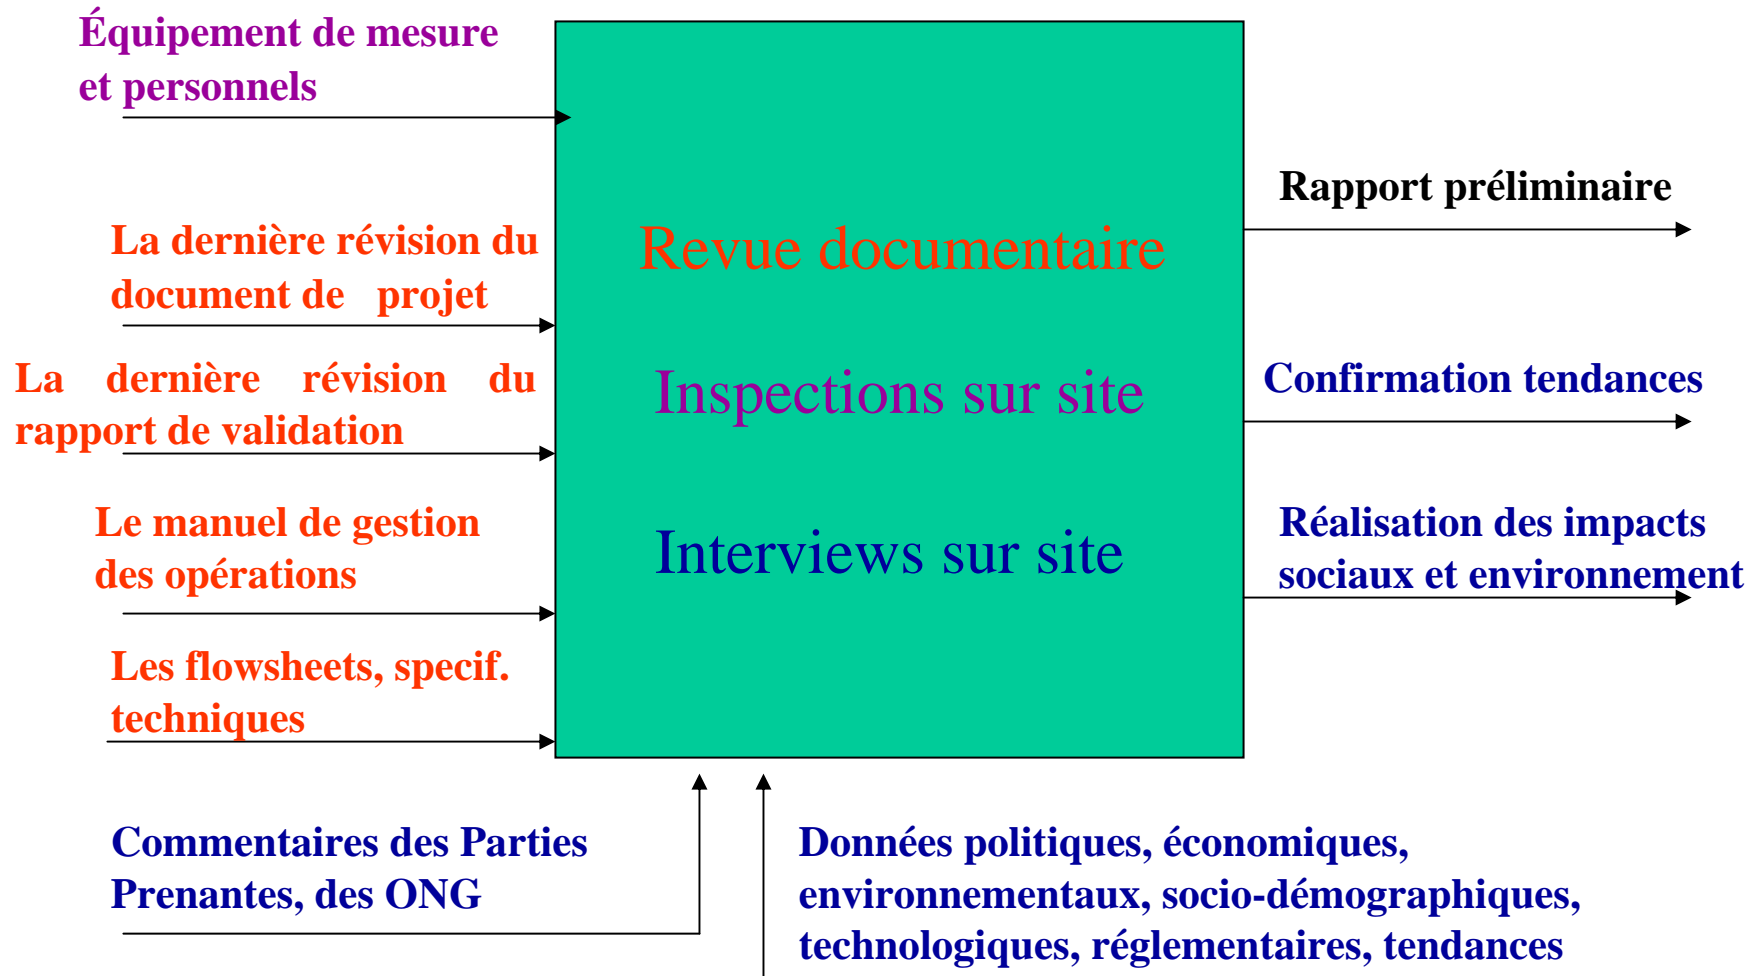 Équipement de mesure
et personnels
La dernière révision du
document de projet
La dernière révision du
rapport de validation
Le manuel de gestion
des opérations
Les flowsheets, specif.
techniques
Revue documentaire
Inspections sur site
Interviews sur site
Rapport préliminaire
Confirmation tendances
Réalisation des impacts
sociaux et environnement
Commentaires des Parties
Prenantes, des ONG
Données politiques, économiques,
environnementaux, socio-démographiques,
technologiques, réglementaires, tendances